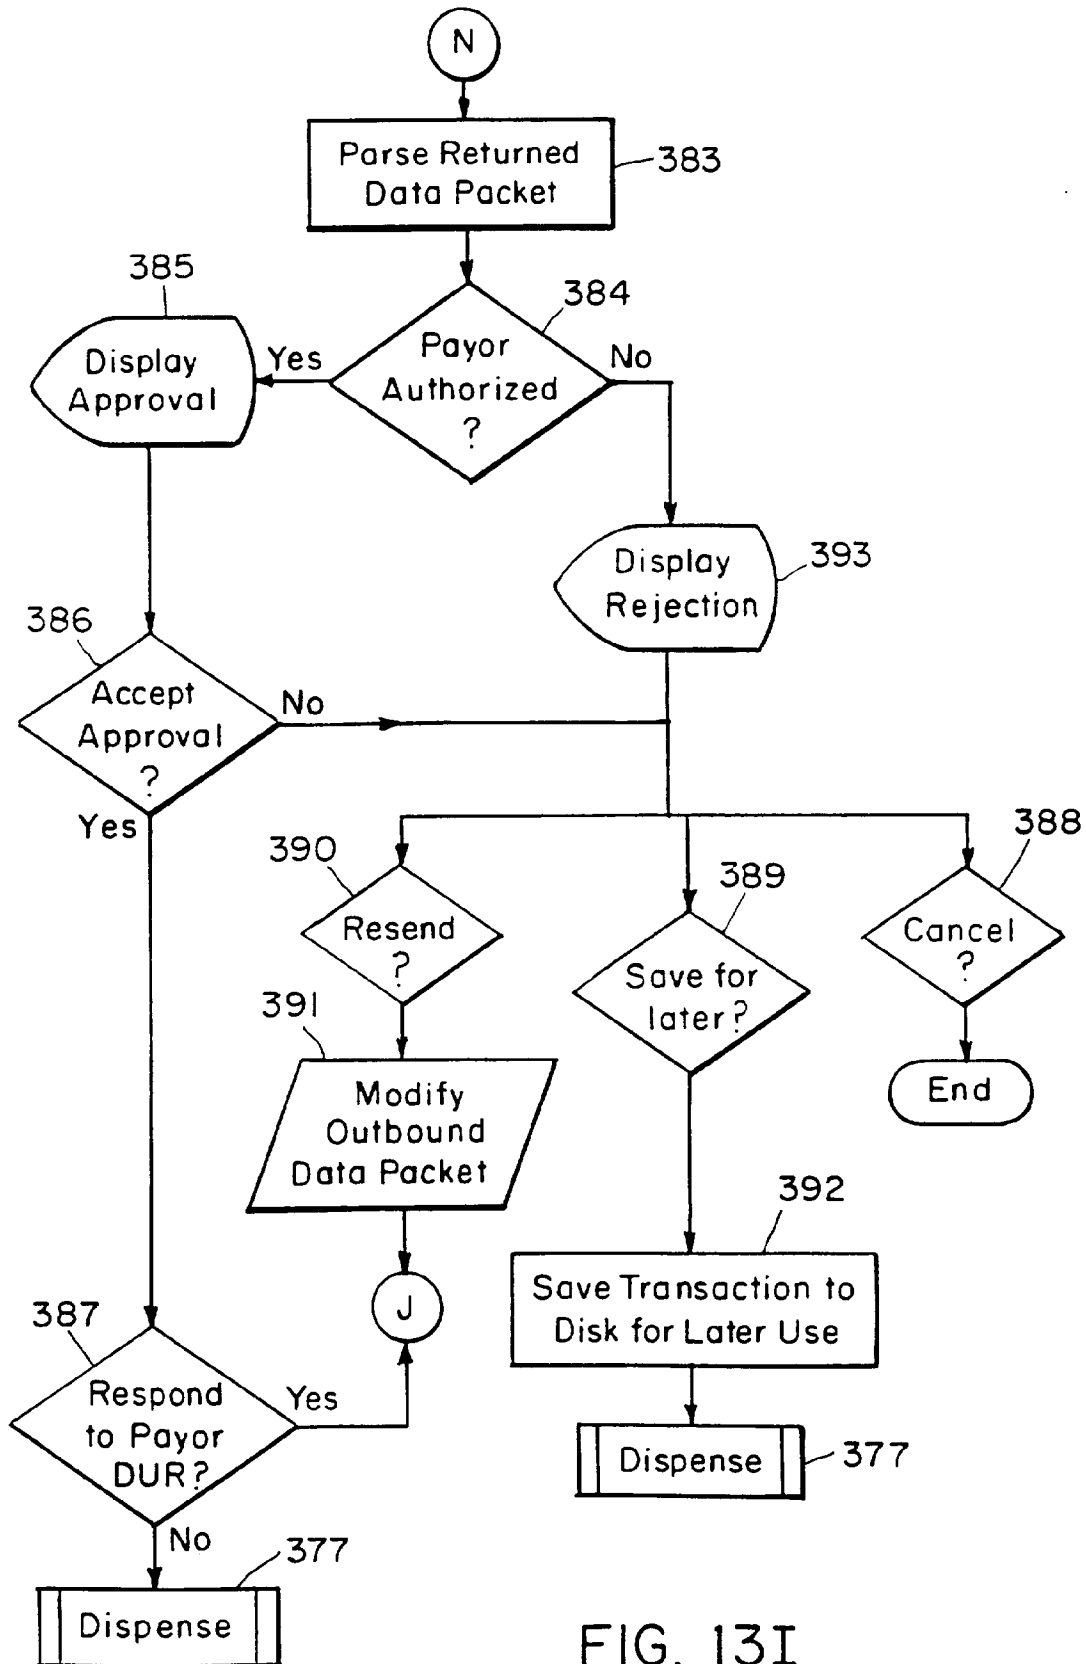 N
Parse Returned
Data Packet
383
384
Payor
Authorized
?
Yes
No
385
Display
Approval
393
Display
Rejection
386
Accept
Approval
?
No
Yes
390
Resend
?
389
Save for
later?
388
Cancel
?
391
Modify
Outbound
Data Packet
End
392
Save Transaction to
Disk for Later Use
J
387
Respond
to Payor
DUR?
Yes
No
Dispense
377
377
Dispense
FIG. 13I